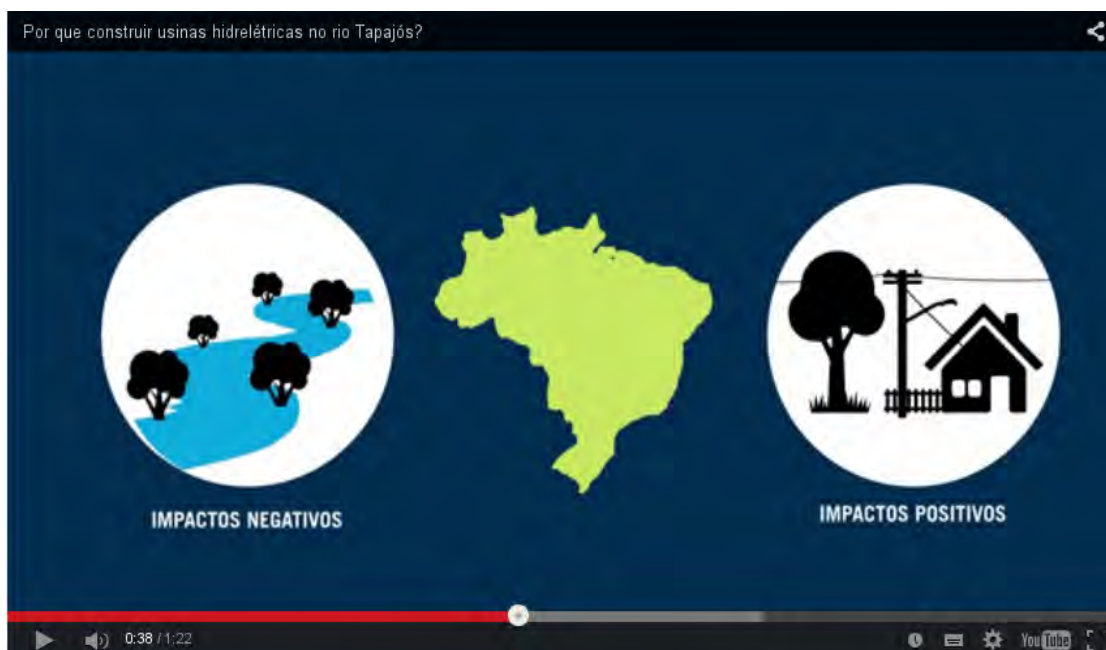 Por que construir usinas hidrelétricas no rio Tapajós?
IMPACTOS NEGATIVOS
IMPACTOS POSITIVOS
0:38 / 1:22
YouTube